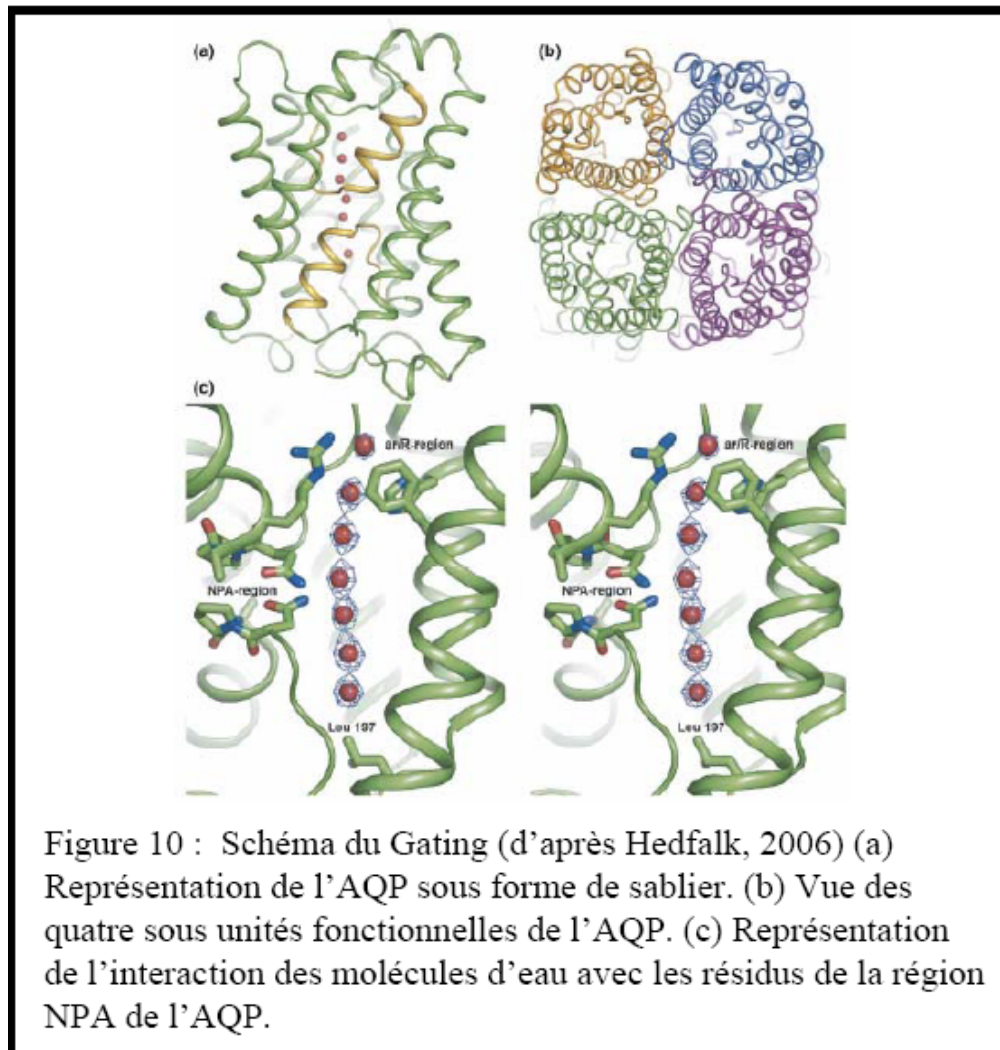 (a)
(b)
(c)
ar/R-region
ar/R-region
NPA-region
NPA-region
Leu 197
Leu 197
Figure 10 : Schéma du Gating (d'après Hedfalk, 2006) (a)
Représentation de l'AQP sous forme de sablier. (b) Vue des
quatre sous unités fonctionnelles de l'AQP. (c) Représentation
de l'interaction des molécules d'eau avec les résidus de la région
NPA de l'AQP.